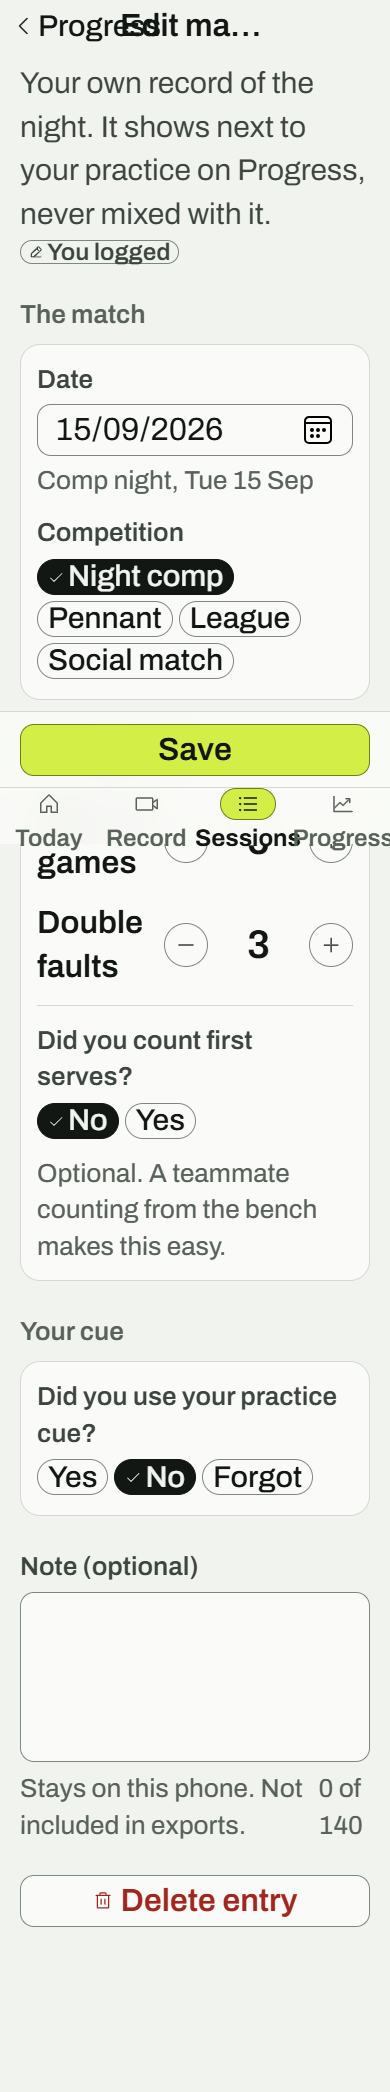 Progress
Edit ma…
Your own record of the
night. It shows next to
your practice on Progress,
never mixed with it.
You logged
The match
Date
15/09/2026
Comp night, Tue 15 Sep
Competition
Night comp
Pennant
League
Social match
Save
Today
Record
Sessions
Progress
games
Double
faults
3
Did you count first
serves?
No
Yes
Optional. A teammate
counting from the bench
makes this easy.
Your cue
Did you use your practice
cue?
Yes
No
Forgot
Note (optional)
Stays on this phone. Not
included in exports.
0 of
140
Delete entry